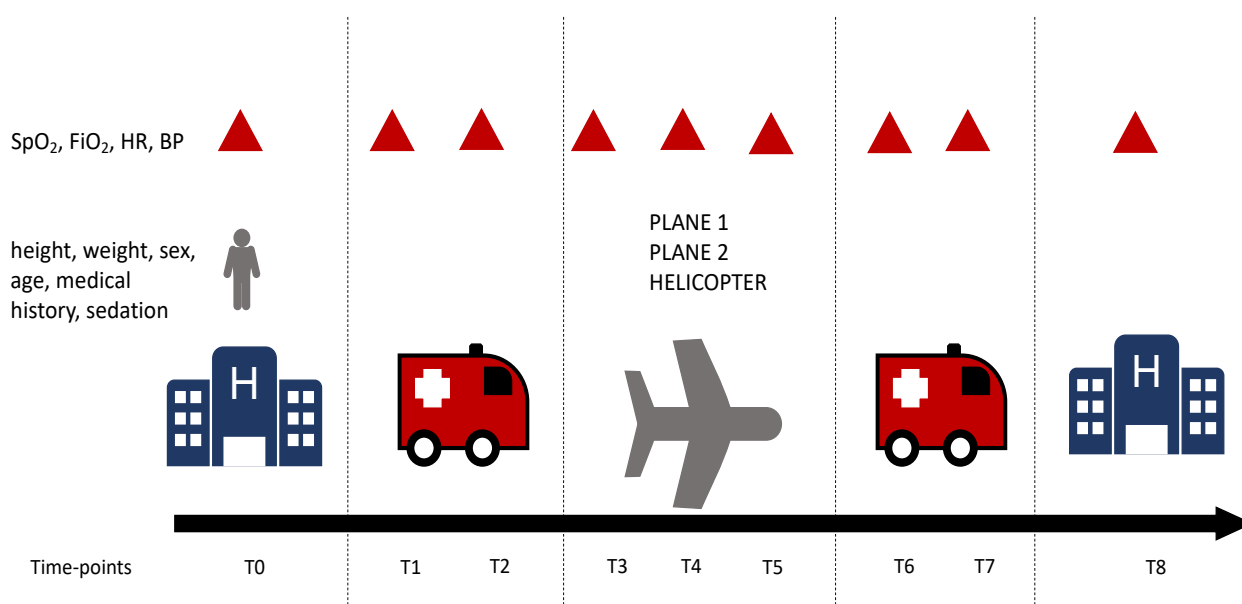 SpO₂, FiO₂, HR, BP
height, weight, sex,
age, medical
history, sedation
PLANE 1
PLANE 2
HELICOPTER
H
H
Time-points T0 T1 T2 T3 T4 T5 T6 T7 T8